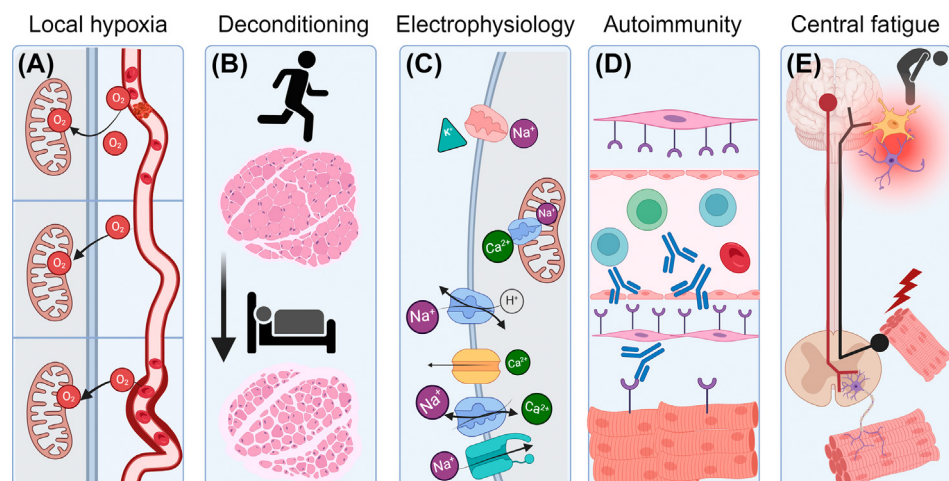 Local hypoxia
Deconditioning
Electrophysiology
Autoimmunity
Central fatigue
(A)
O₂
O₂
O₂
O₂
O₂
O₂
O₂
(B)
(C)
K⁺
Na⁺
Na⁺
Ca²⁺
Na⁺
H⁺
Ca²⁺
Na⁺
Ca²⁺
Na⁺
(D)
(E)